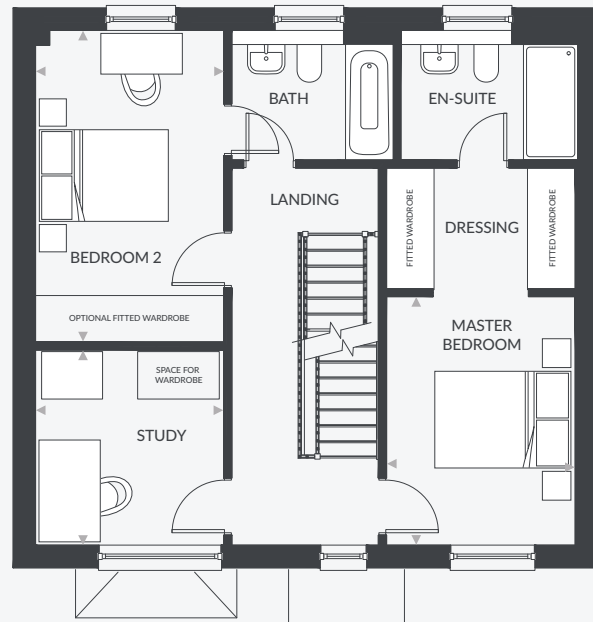 BATH
EN-SUITE
LANDING
FITTED WARDROBE
DRESSING
FITTED WARDROBE
BEDROOM 2
OPTIONAL FITTED WARDROBE
MASTER
BEDROOM
SPACE FOR
WARDROBE
STUDY